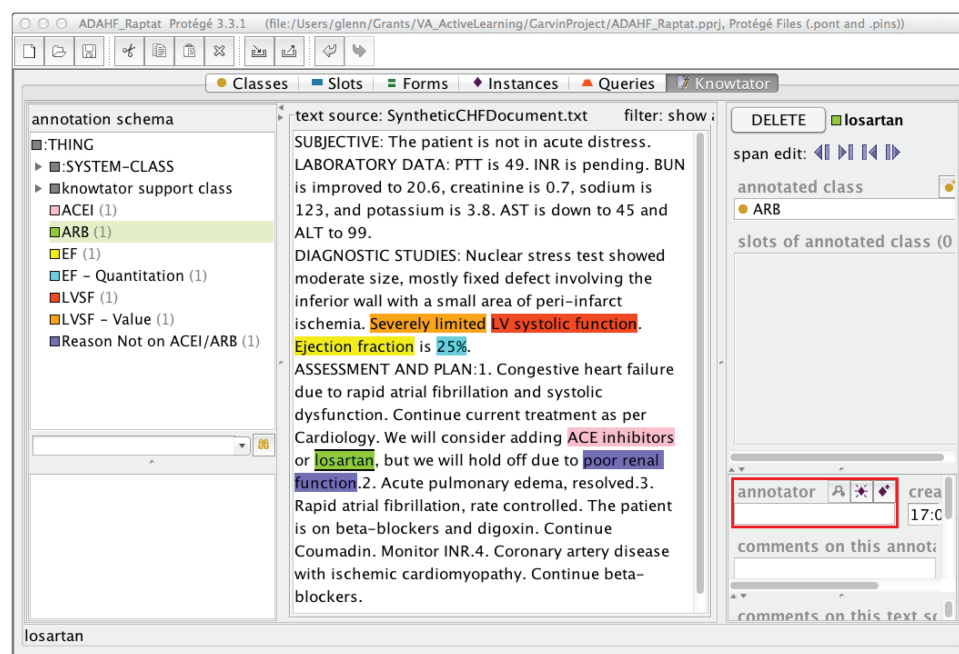 ADAHF_Raptat Protégé 3.3.1 (file:/Users/glenn/Grants/VA_ActiveLearning/GarvinProject/ADAHF_Raptat.pprj, Protégé Files (.pont and .pins))
Classes Slots Forms Instances Queries Knowtator
annotation schema
:THING
:SYSTEM-CLASS
knowtator support class
ACEI (1)
ARB (1)
EF (1)
EF – Quantitation (1)
LVSF (1)
LVSF – Value (1)
Reason Not on ACEI/ARB (1)
text source: SyntheticCHFDocument.txt filter: show a
SUBJECTIVE: The patient is not in acute distress.
LABORATORY DATA: PTT is 49. INR is pending. BUN
is improved to 20.6, creatinine is 0.7, sodium is
123, and potassium is 3.8. AST is down to 45 and
ALT to 99.
DIAGNOSTIC STUDIES: Nuclear stress test showed
moderate size, mostly fixed defect involving the
inferior wall with a small area of peri-infarct
ischemia. Severely limited LV systolic function.
Ejection fraction is 25%.
ASSESSMENT AND PLAN:1. Congestive heart failure
due to rapid atrial fibrillation and systolic
dysfunction. Continue current treatment as per
Cardiology. We will consider adding ACE inhibitors
or losartan, but we will hold off due to poor renal
function.2. Acute pulmonary edema, resolved.3.
Rapid atrial fibrillation, rate controlled. The patient
is on beta-blockers and digoxin. Continue
Coumadin. Monitor INR.4. Coronary artery disease
with ischemic cardiomyopathy. Continue beta-
blockers.
DELETE losartan
span edit:
annotated class
ARB
slots of annotated class (0
annotator crea
17:0
comments on this annota
comments on this text so
losartan